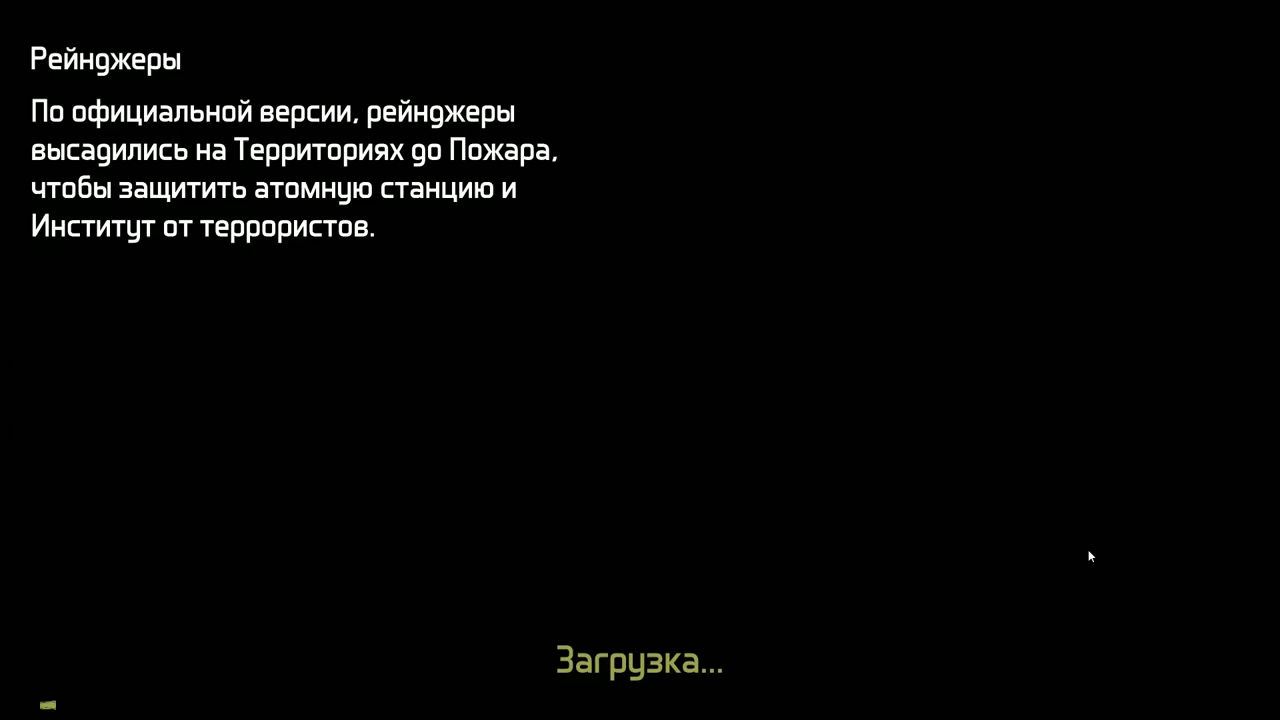 Рейнджеры
По официальной версии, рейнджеры
высадились на Территориях до Пожара,
чтобы защитить атомную станцию и
Институт от террористов.
Загрузка...